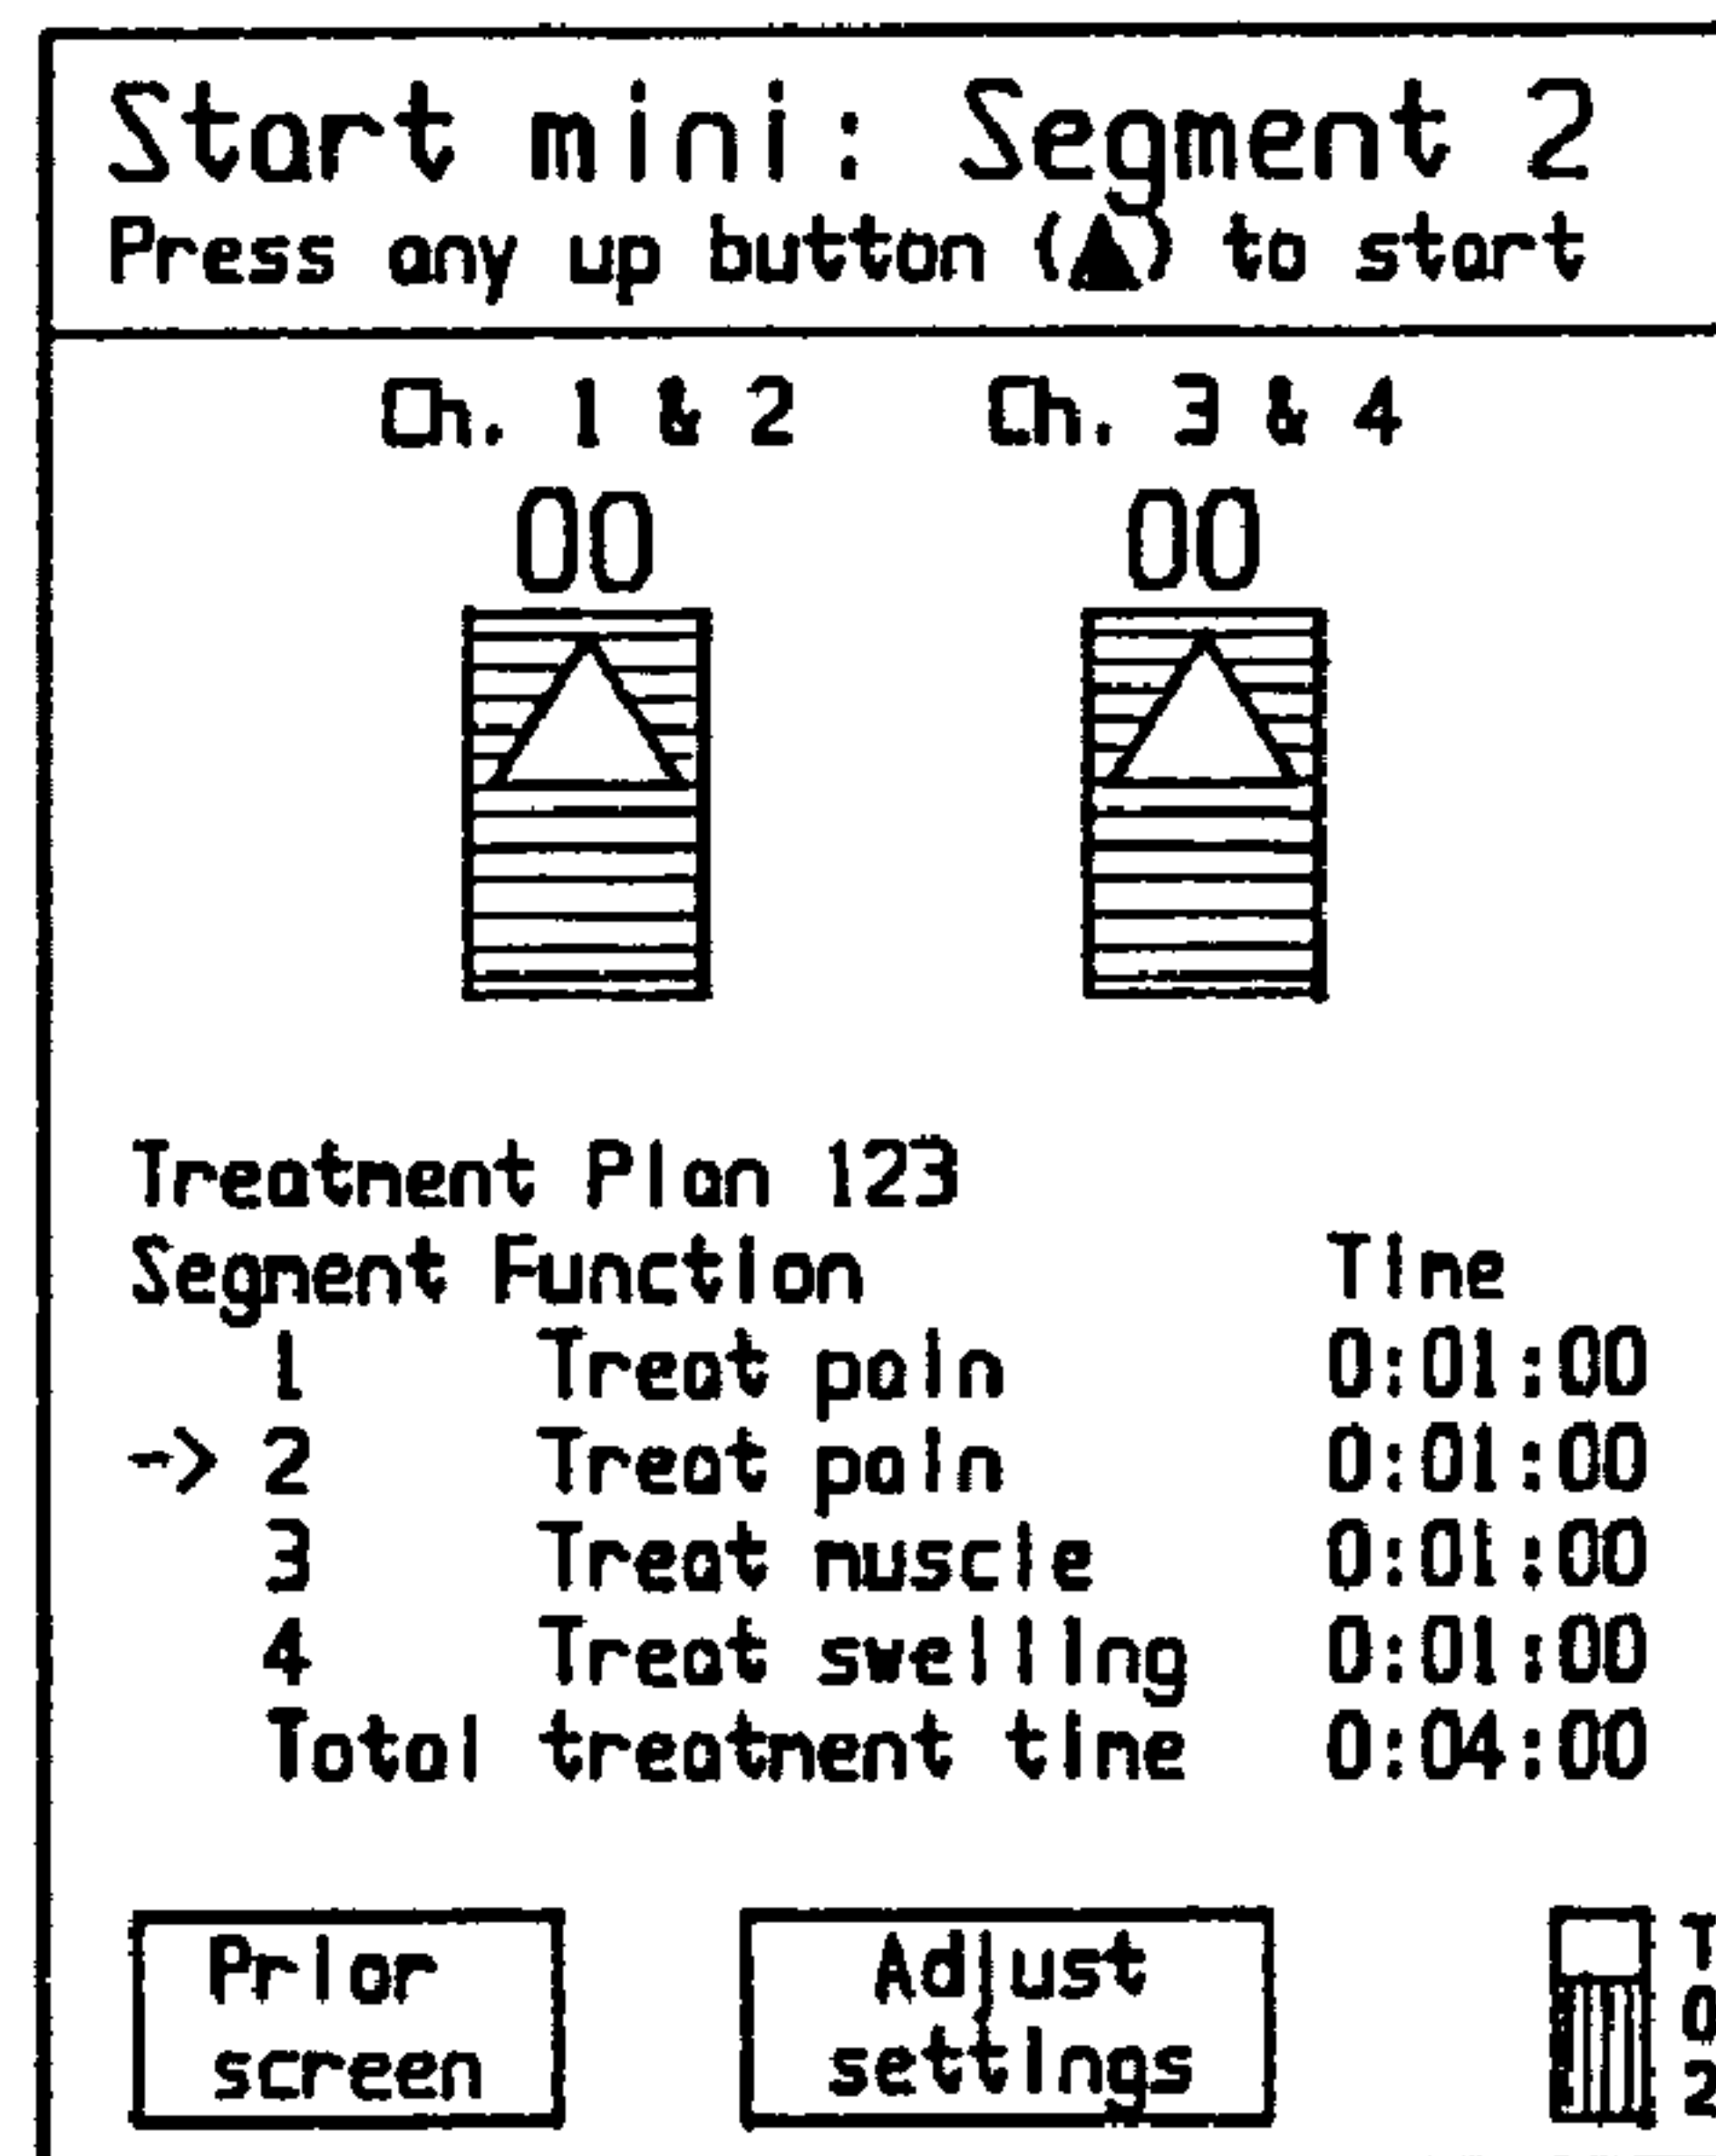 Start mini: Segment 2
Press any up button (▲) to start
Ch. 1 & 2 Ch. 3 & 4
00 00
Treatment Plan 123
Segment Function Time
1 Treat pain 0:01:00
-> 2 Treat pain 0:01:00
3 Treat muscle 0:01:00
4 Treat swelling 0:01:00
Total treatment time 0:04:00
Prior
screen
Adjust
settings